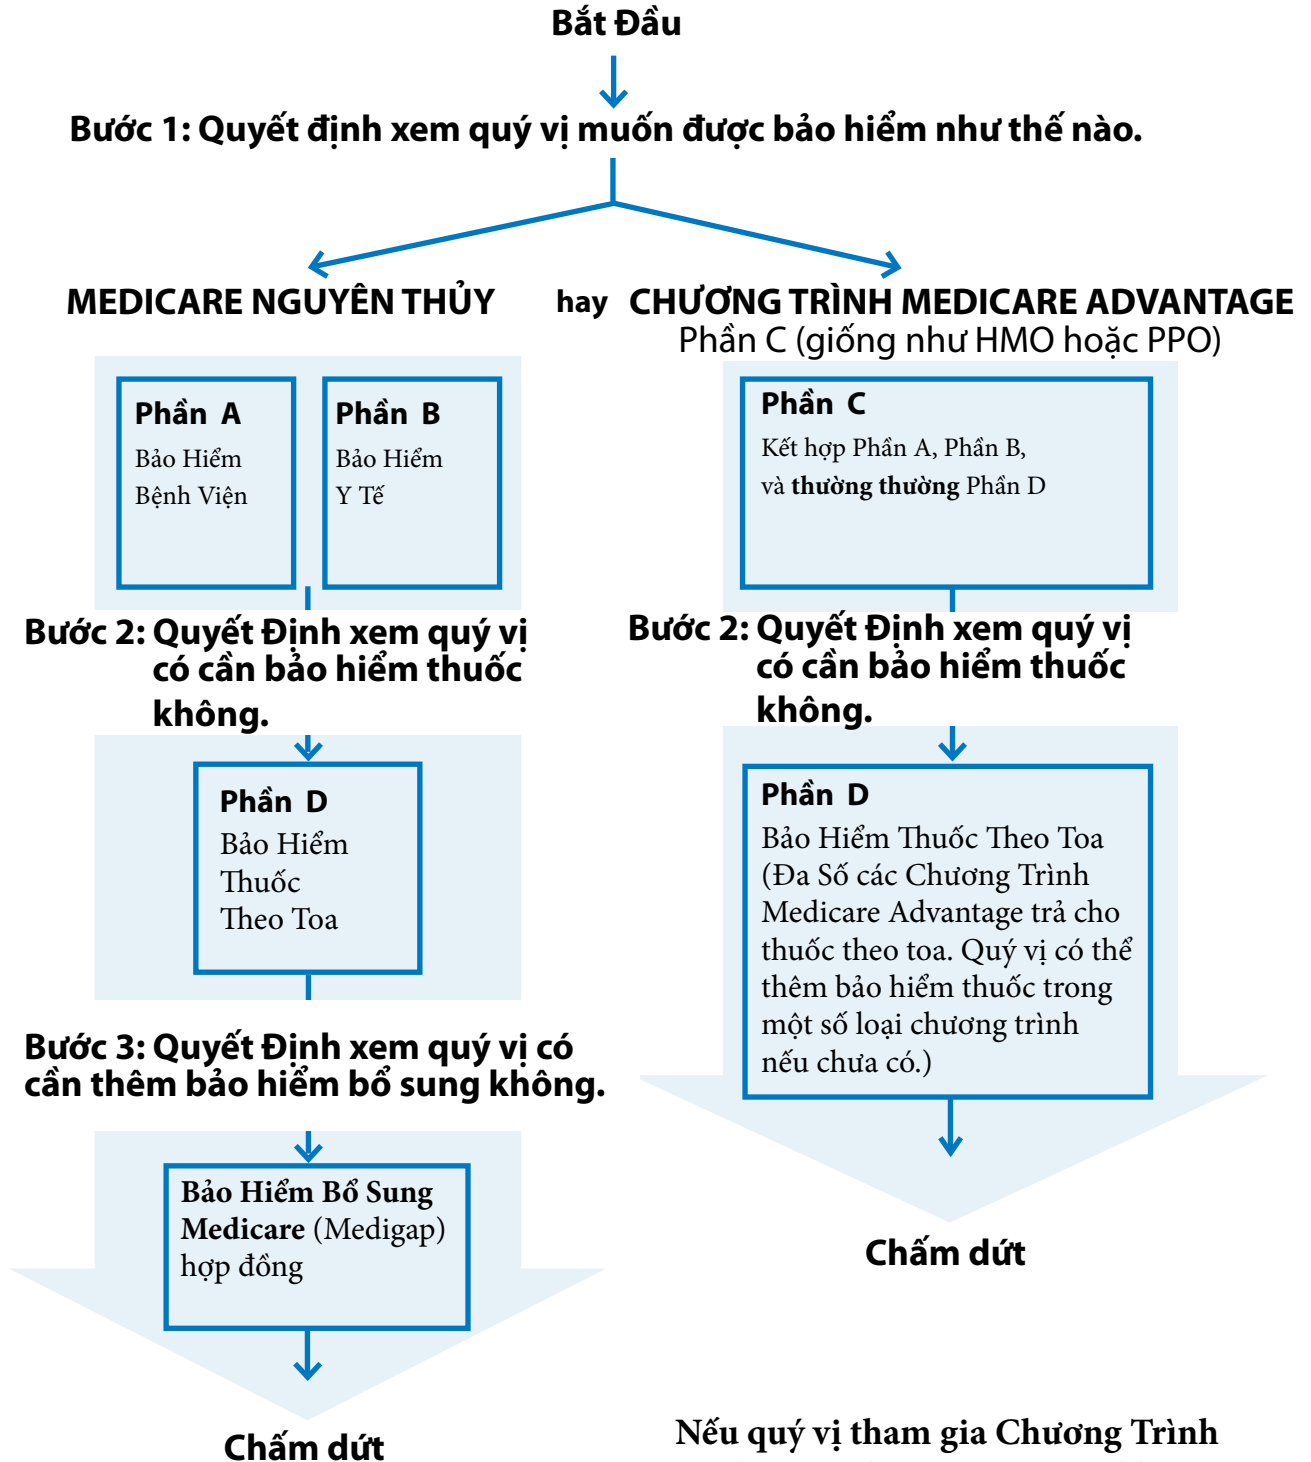 Bắt Đầu
Bước 1: Quyết định xem quý vị muốn được bảo hiểm như thế nào.
MEDICARE NGUYÊN THỦY
hay
CHƯƠNG TRÌNH MEDICARE ADVANTAGE
Phần C (giống như HMO hoặc PPO)
Phần A
Bảo Hiểm
Bệnh Viện
Phần B
Bảo Hiểm
Y Tế
Bước 2: Quyết Định xem quý vị
có cần bảo hiểm thuốc
không.
Phần D
Bảo Hiểm
Thuốc
Theo Toa
Bước 3: Quyết Định xem quý vị có
cần thêm bảo hiểm bổ sung không.
Bảo Hiểm Bổ Sung
Medicare (Medigap)
hợp đồng
Chấm dứt
Phần C
Kết hợp Phần A, Phần B,
và thường thường Phần D
Bước 2: Quyết Định xem quý vị
có cần bảo hiểm thuốc
không.
Phần D
Bảo Hiểm Thuốc Theo Toa
(Đa Số các Chương Trình
Medicare Advantage trả cho
thuốc theo toa. Quý vị có thể
thêm bảo hiểm thuốc trong
một số loại chương trình
nếu chưa có.)
Chấm dứt
Nếu quý vị tham gia Chương Trình